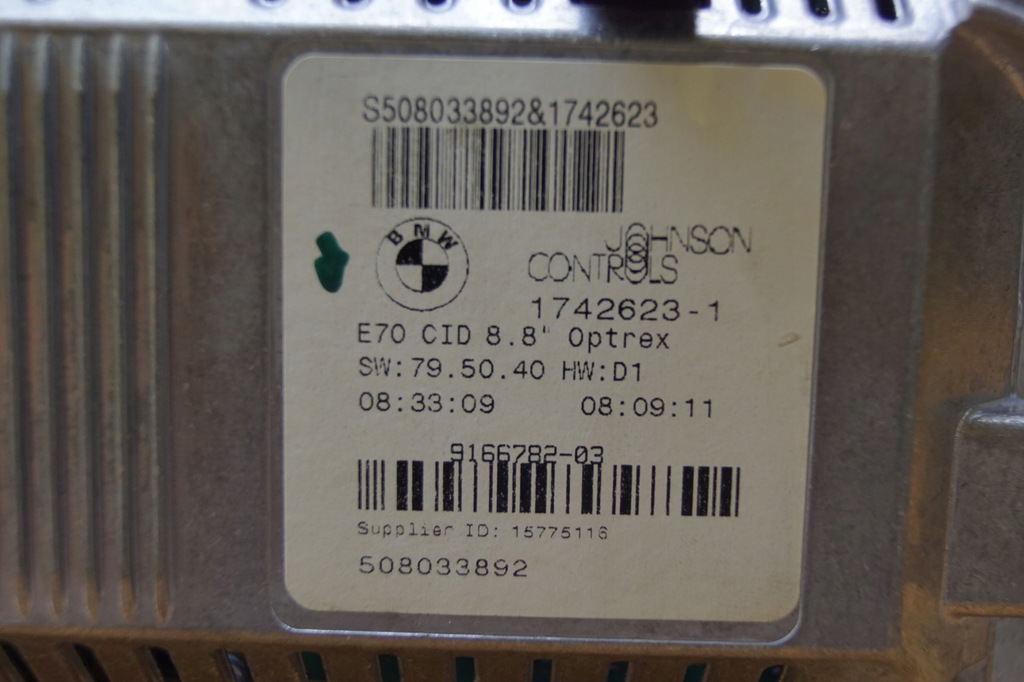 S508033892&1742623
BMW
JOHNSON
CONTROLS
1742623-1
E70 CID 8.8" Optrex
SW:79.50.40 HW:D1
08:33:09 08:09:11
9166782-03
Supplier ID: 15775116
508033892